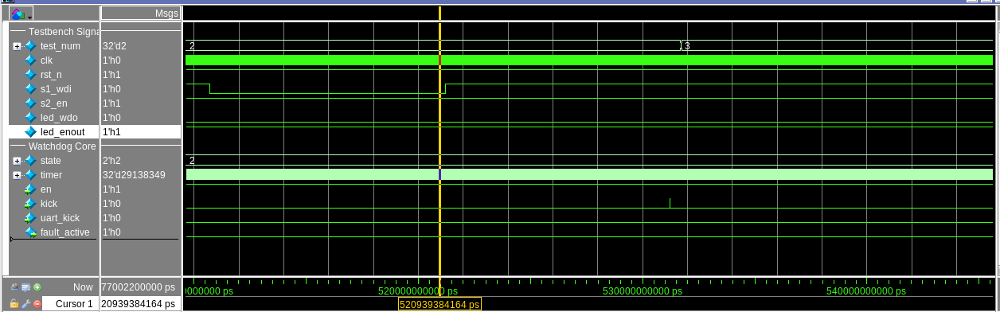 Msgs
Testbench Signa
test_num 32'd2 2 3
clk 1'h0
rst_n 1'h1
s1_wdi 1'h0
s2_en 1'h1
led_wdo 1'h0
led_enout 1'h1
Watchdog Core
state 2'h2 2
timer 32'd29138349
en 1'h1
kick 1'h0
uart_kick 1'h0
fault_active 1'h0
Now 77002200000 ps 0000000 ps 520000000000 ps 530000000000 ps 540000000000 ps
Cursor 1 20939384164 ps 520939384164 ps